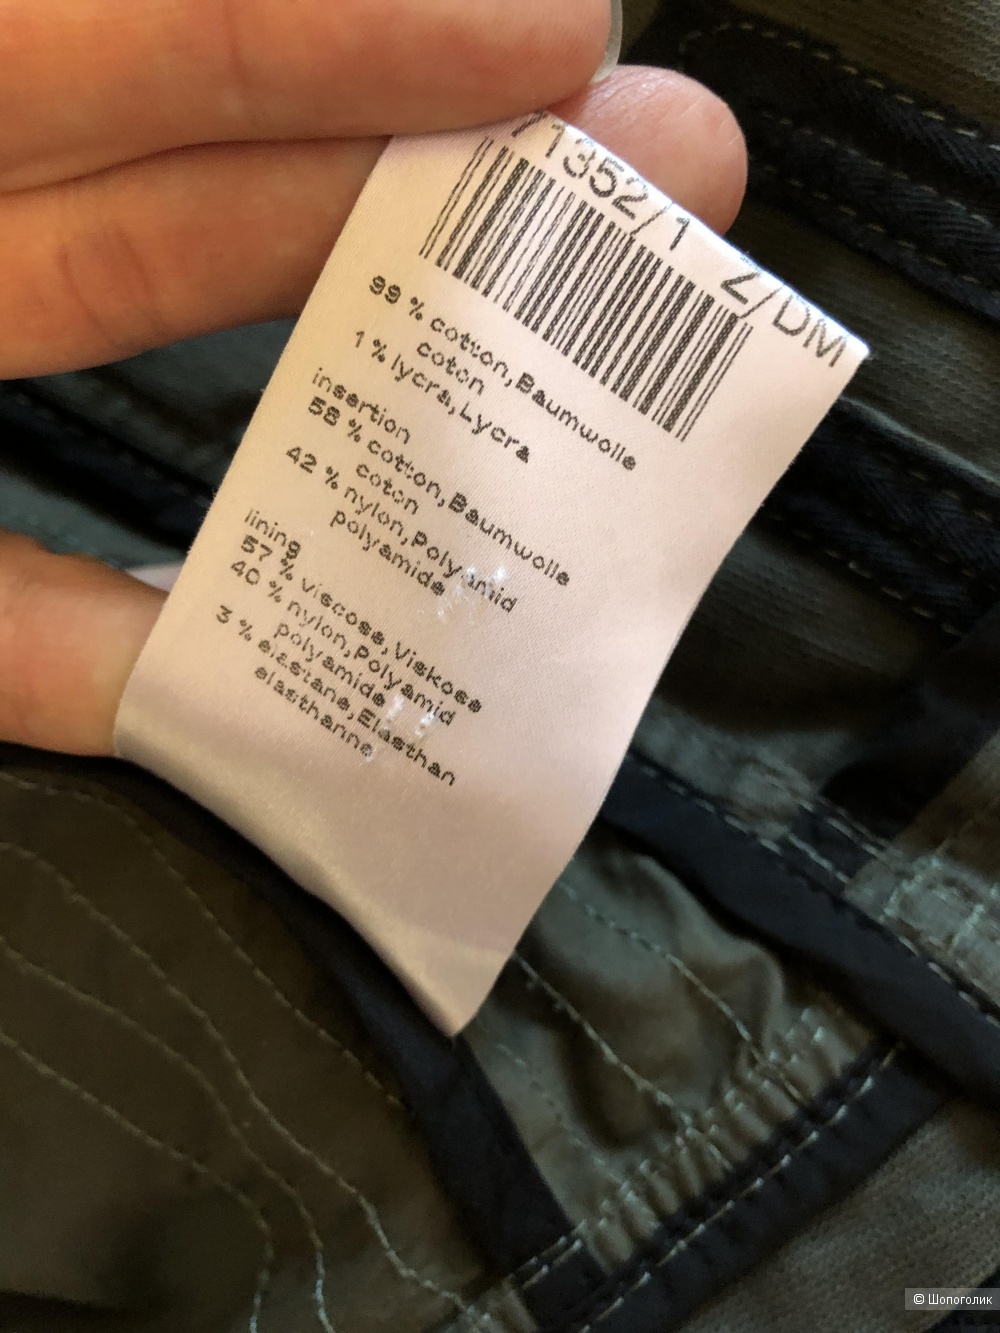 71352/1 2/DM
99 % cotton,Baumwolle
coton
1 % lycra,Lycra
insertion
58 % cotton,Baumwolle
coton
42 % nylon,Polyamid
polyamide
lining
57 % viscose,Viskose
40 % nylon,Polyamid
polyamide
3 % elastane,Elasthan
elasthanne
© Шопоголик